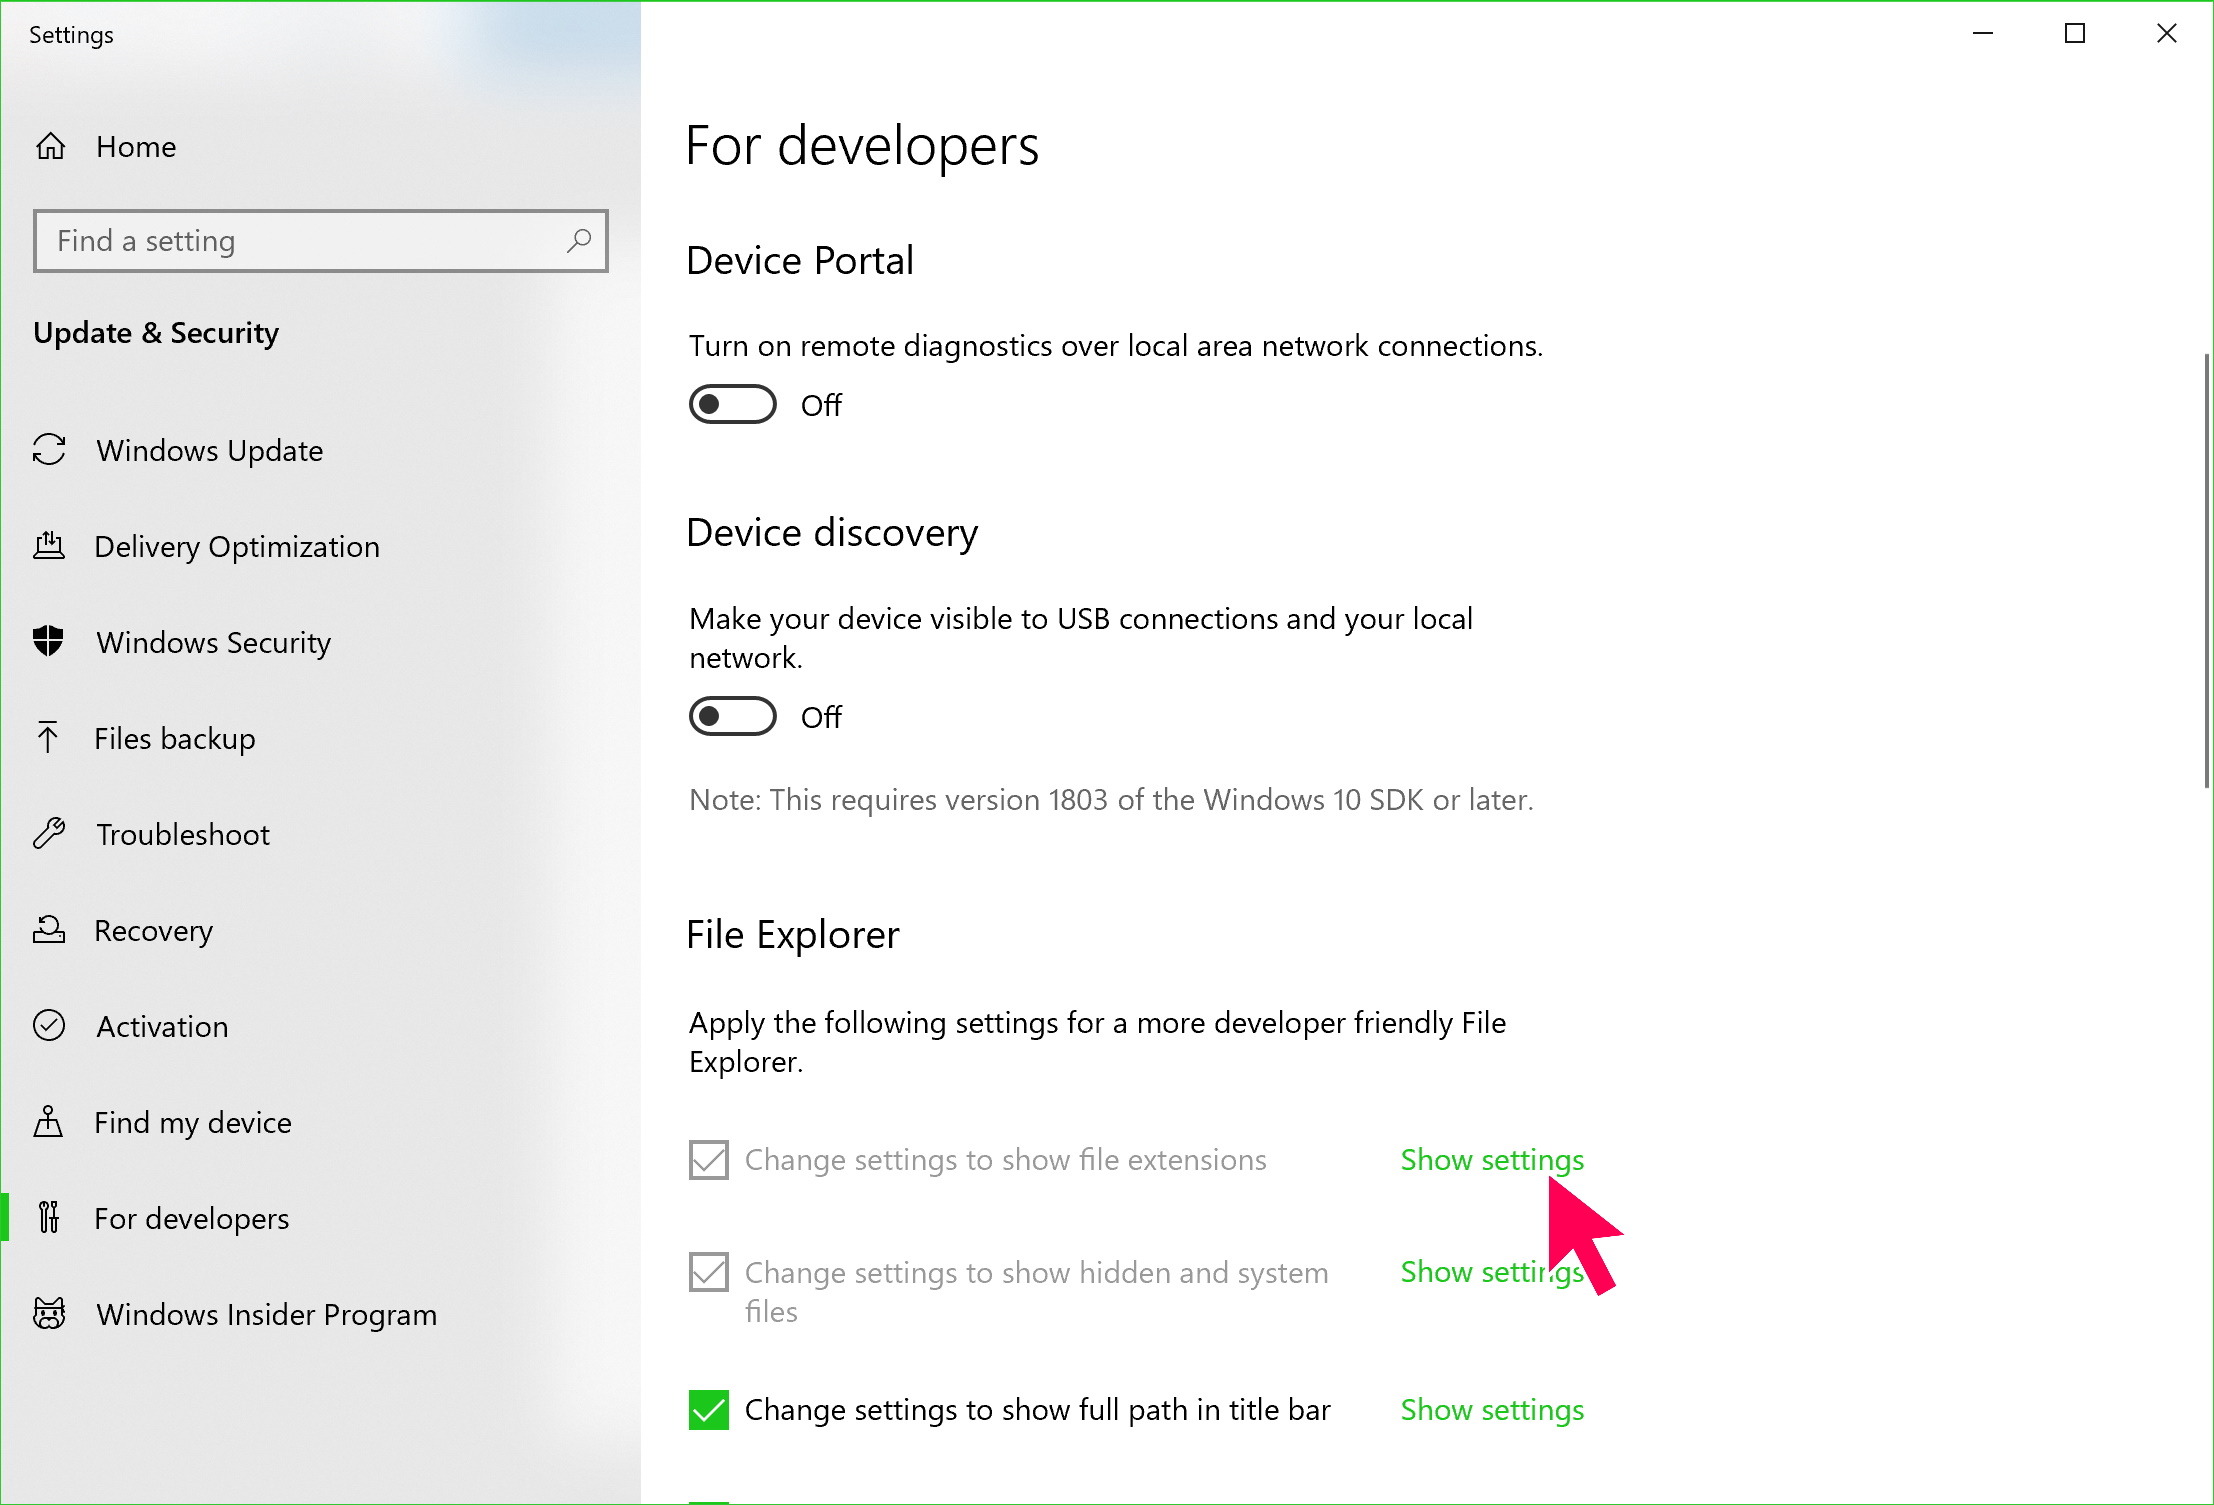 Settings
Home
Find a setting
Update & Security
Windows Update
Delivery Optimization
Windows Security
Files backup
Troubleshoot
Recovery
Activation
Find my device
For developers
Windows Insider Program
For developers
Device Portal
Turn on remote diagnostics over local area network connections.
Off
Device discovery
Make your device visible to USB connections and your local
network.
Off
Note: This requires version 1803 of the Windows 10 SDK or later.
File Explorer
Apply the following settings for a more developer friendly File
Explorer.
Change settings to show file extensions
Show settings
Change settings to show hidden and system
files
Show settings
Change settings to show full path in title bar
Show settings